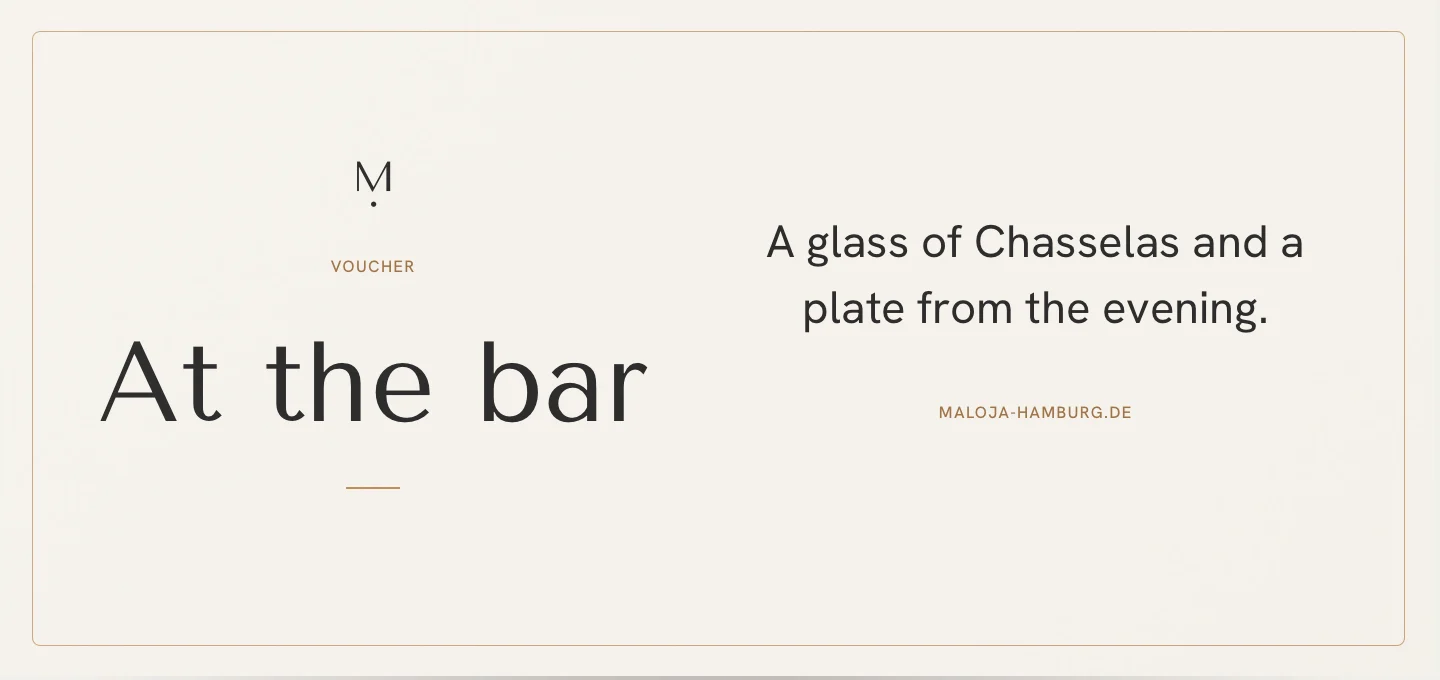 M
VOUCHER
At the bar
A glass of Chasselas and a
plate from the evening.
MALOJA-HAMBURG.DE